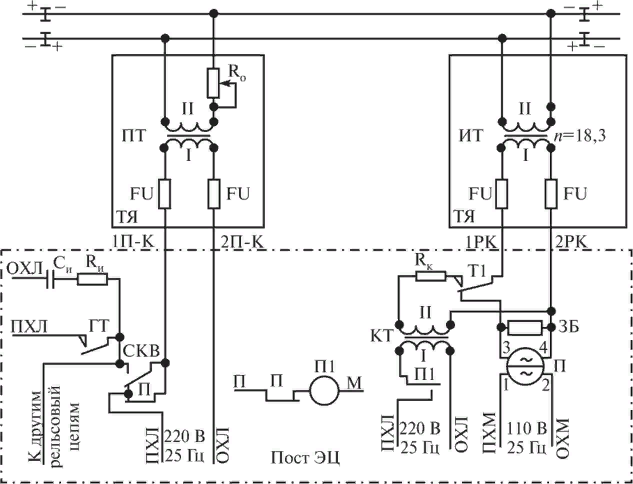 + − − +
− + + −
Rо
II
ПТ
I
FU FU
ТЯ
1П-К 2П-К
II
ИТ n=18,3
I
FU FU
ТЯ
1РК 2РК
ОХЛ Cи Rи
ПХЛ ГТ
СКВ
П
К другим
рельсовый
цепям
ПХЛ 220 В ОХЛ
25 Гц
П П П1 М
Пост ЭЦ
Rк Т1
II
КТ
I
П1
ЗБ
3 4
П
1 2
ПХЛ 220 В ОХЛ
25 Гц
ПХМ 110 В ОХМ
25 Гц